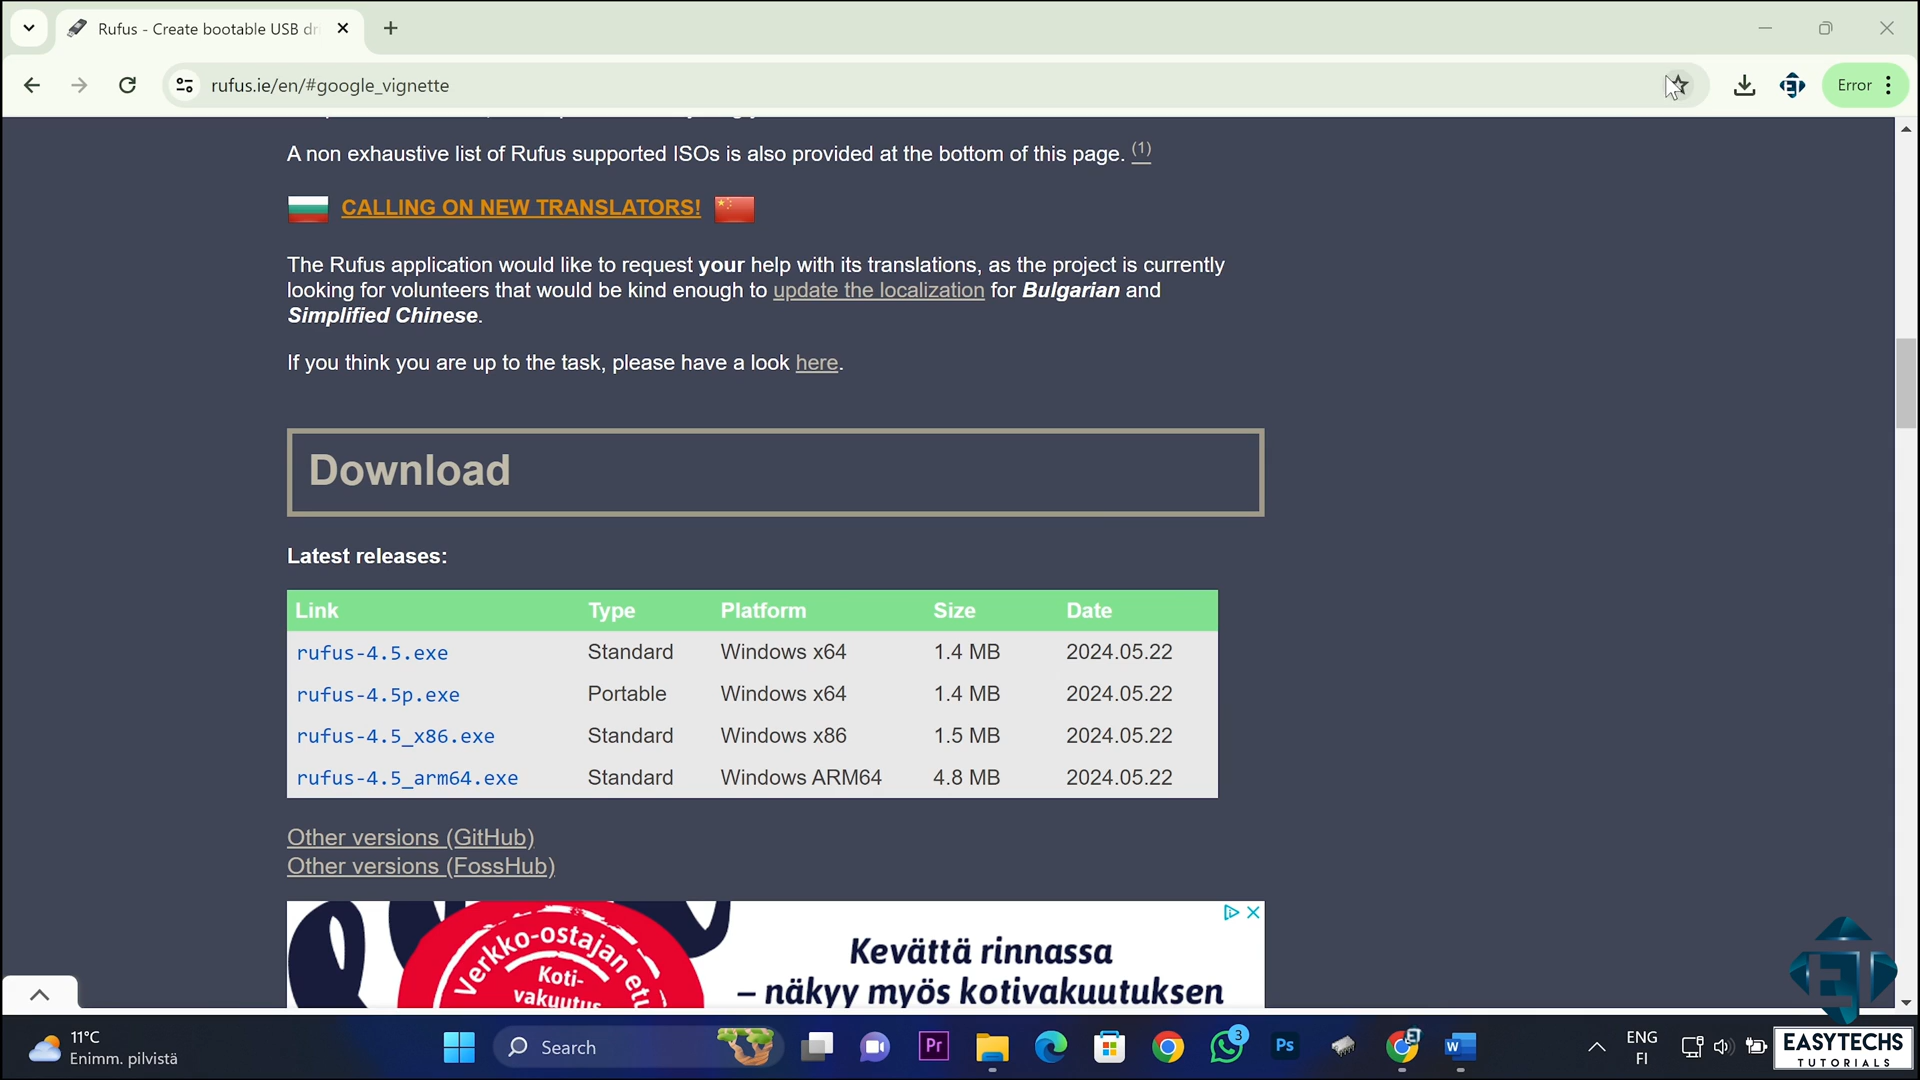 Rufus - Create bootable USB dri
rufus.ie/en/#google_vignette
Error
A non exhaustive list of Rufus supported ISOs is also provided at the bottom of this page. (1)
CALLING ON NEW TRANSLATORS!
The Rufus application would like to request your help with its translations, as the project is currently
looking for volunteers that would be kind enough to update the localization for Bulgarian and
Simplified Chinese.
If you think you are up to the task, please have a look here.
Download
Latest releases:
Link Type Platform Size Date
rufus-4.5.exe Standard Windows x64 1.4 MB 2024.05.22
rufus-4.5p.exe Portable Windows x64 1.4 MB 2024.05.22
rufus-4.5_x86.exe Standard Windows x86 1.5 MB 2024.05.22
rufus-4.5_arm64.exe Standard Windows ARM64 4.8 MB 2024.05.22
Other versions (GitHub)
Other versions (FossHub)
Verkko-ostajan etu
Koti-
vakuutus
Kevättä rinnassa
– näkyy myös kotivakuutuksen
11°C
Enimm. pilvistä
Search
Pr
3
Ps
W
ENG
FI
EASYTECHS
TUTORIALS